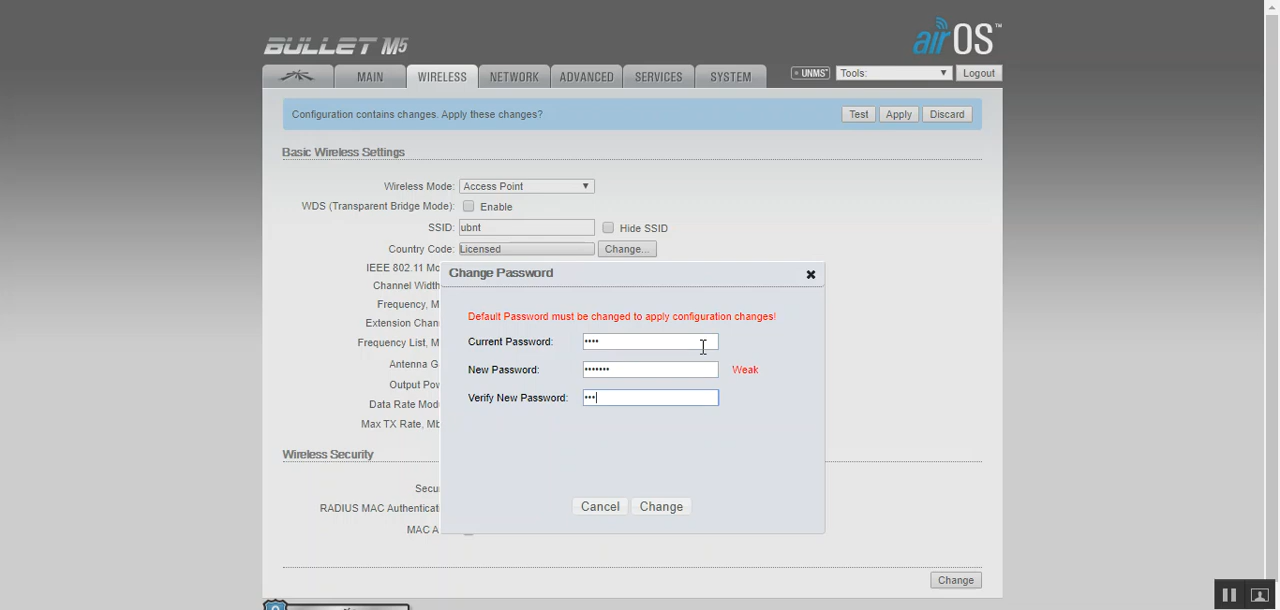 BULLET M5
airOS™
MAIN WIRELESS NETWORK ADVANCED SERVICES SYSTEM UNMS Tools: Logout
Configuration contains changes. Apply these changes? Test Apply Discard
Basic Wireless Settings
Wireless Mode: Access Point
WDS (Transparent Bridge Mode): Enable
SSID: ubnt Hide SSID
Country Code: Licensed Change...
IEEE 802.11 Mo
Change Password
Channel Width
Frequency, M
Default Password must be changed to apply configuration changes!
Extension Chan
Current Password: ••••
Frequency List, M
Antenna G
New Password: ••••••• Weak
Output Pow
Verify New Password: •••
Data Rate Modu
Max TX Rate, Mb
Wireless Security
Secu
RADIUS MAC Authenticat
Cancel Change
MAC A
Change